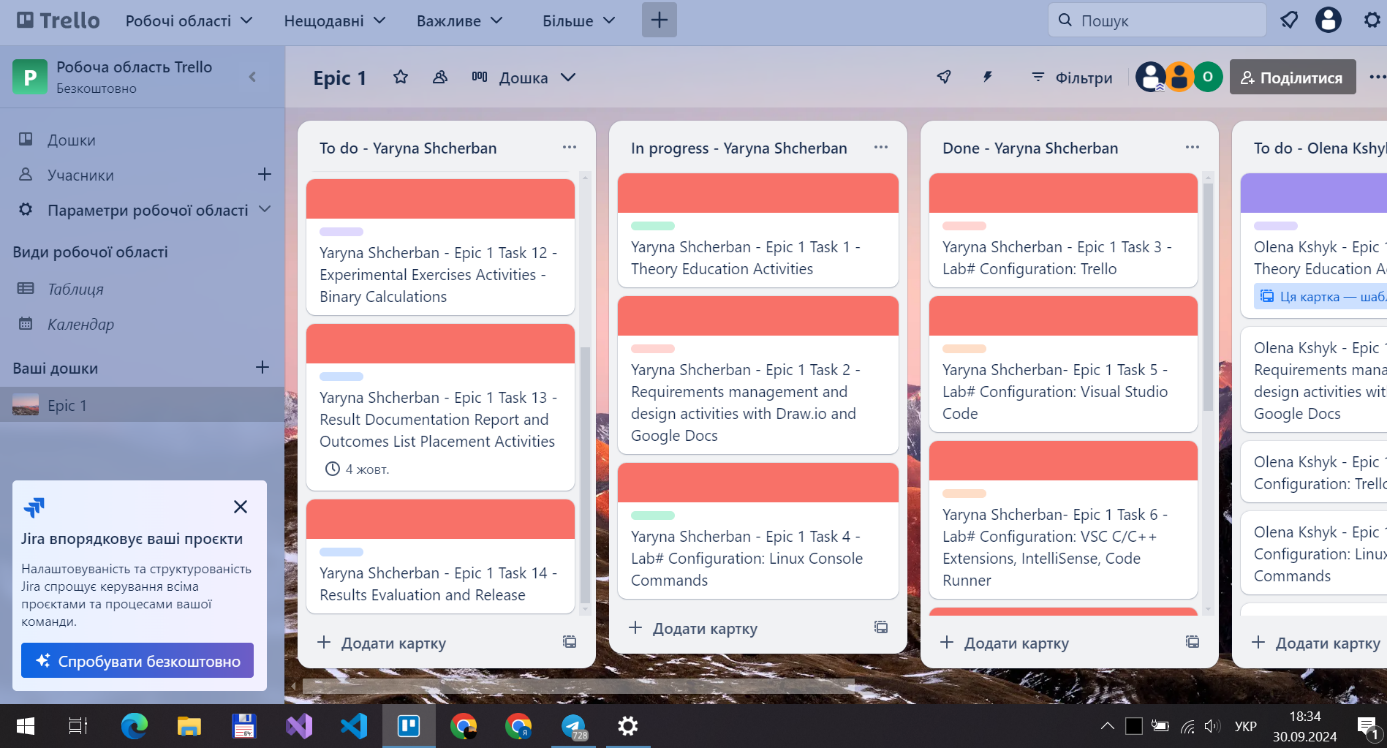 Trello
Робочі області
Нещодавні
Важливе
Більше
Пошук
P
Робоча область Trello
Безкоштовно
Дошки
Учасники
Параметри робочої області
Види робочої області
Таблиця
Календар
Ваші дошки
Epic 1
Jira впорядковує ваші проєкти
Налаштовуваність та структурованість
Jira спрощує керування всіма
проєктами та процесами вашої
команди.
Спробувати безкоштовно
Epic 1
Дошка
Фільтри
O
Поділитися
To do - Yaryna Shcherban
Yaryna Shcherban - Epic 1 Task 12 -
Experimental Exercises Activities -
Binary Calculations
Yaryna Shcherban - Epic 1 Task 13 -
Result Documentation Report and
Outcomes List Placement Activities
4 жовт.
Yaryna Shcherban - Epic 1 Task 14 -
Results Evaluation and Release
Додати картку
In progress - Yaryna Shcherban
Yaryna Shcherban - Epic 1 Task 1 -
Theory Education Activities
Yaryna Shcherban - Epic 1 Task 2 -
Requirements management and
design activities with Draw.io and
Google Docs
Yaryna Shcherban - Epic 1 Task 4 -
Lab# Configuration: Linux Console
Commands
Додати картку
Done - Yaryna Shcherban
Yaryna Shcherban - Epic 1 Task 3 -
Lab# Configuration: Trello
Yaryna Shcherban- Epic 1 Task 5 -
Lab# Configuration: Visual Studio
Code
Yaryna Shcherban- Epic 1 Task 6 -
Lab# Configuration: VSC C/C++
Extensions, IntelliSense, Code
Runner
Додати картку
To do - Olena Kshy
Olena Kshyk - Epic
Theory Education A
Ця картка — шаб
Olena Kshyk - Epic
Requirements mana
design activities wit
Google Docs
Olena Kshyk - Epic
Configuration: Trell
Olena Kshyk - Epic
Configuration: Linu
Commands
Додати картку
728
УКР
18:34
30.09.2024
1